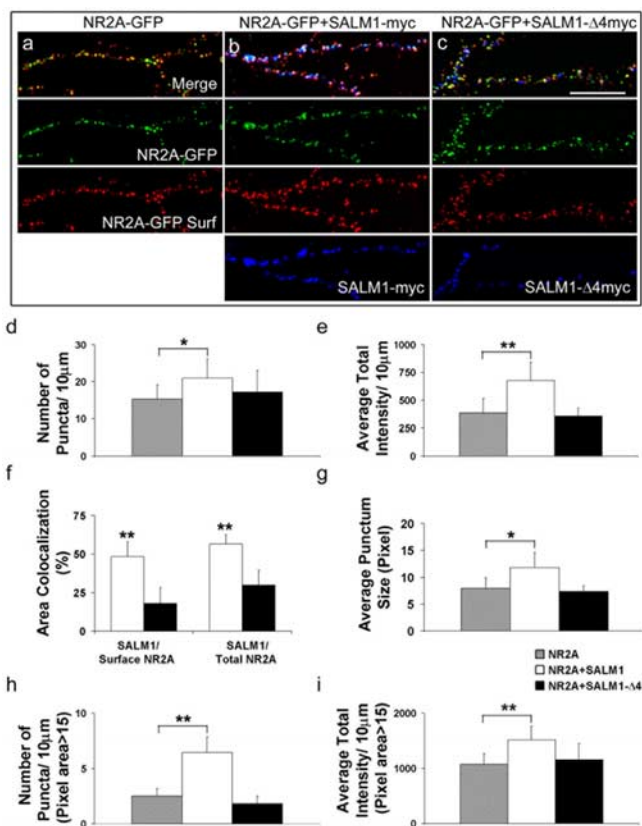 NR2A-GFP NR2A-GFP+SALM1-myc NR2A-GFP+SALM1-Δ4myc
a b c
Merge
NR2A-GFP
NR2A-GFP Surf
SALM1-myc SALM1-Δ4myc
d e
Number of
Puncta/ 10µm
30
20
10
0
*
Average Total
Intensity/ 10µm
1000
750
500
250
0
**
f g
Area Colocalization
(%)
75
50
25
0
** **
SALM1/
Surface NR2A
SALM1/
Total NR2A
Average Punctum
Size (Pixel)
20
15
10
5
0
*
NR2A
NR2A+SALM1
NR2A+SALM1-Δ4
h i
Number of
Puncta/ 10µm
(Pixel area>15)
10
5
0
**
Average Total
Intensity/ 10µm
(Pixel area>15)
2000
1000
0
**